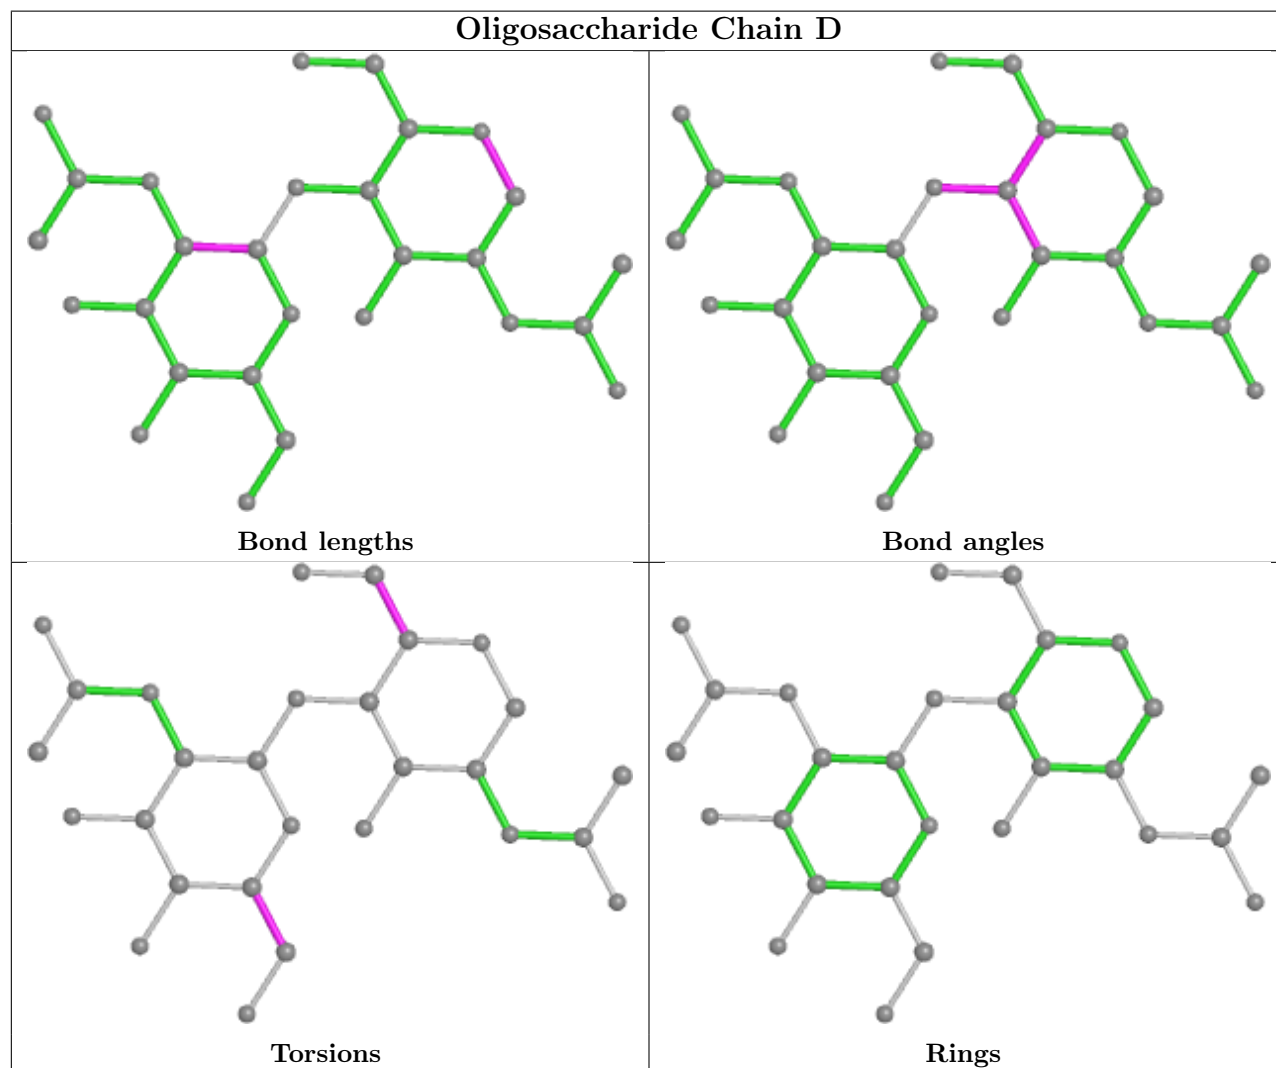 Oligosaccharide Chain D
Bond lengths
Bond angles
Torsions
Rings